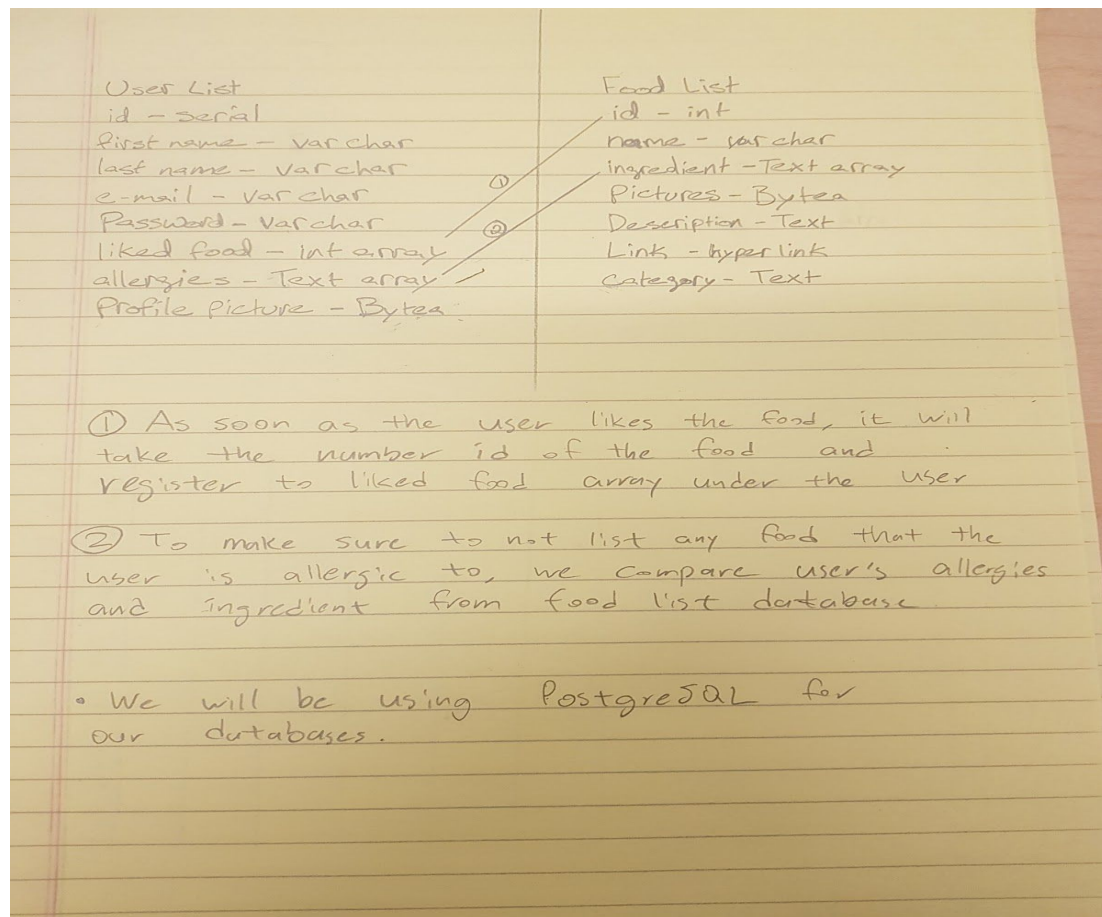 User List
id - serial
first name - varchar
last name - varchar
e-mail - varchar
Password - varchar
liked food - int array
allergies - Text array
Profile Picture - Bytea
Food List
id - int
name - varchar
ingredient - Text array
Pictures - Bytea
Description - Text
Link - hyperlink
Category - Text
①
②
① As soon as the user likes the food, it will
take the number id of the food and
register to liked food array under the user
② To make sure to not list any food that the
user is allergic to, we compare user's allergies
and ingredient from food list database
• We will be using PostgreSQL for
our databases.